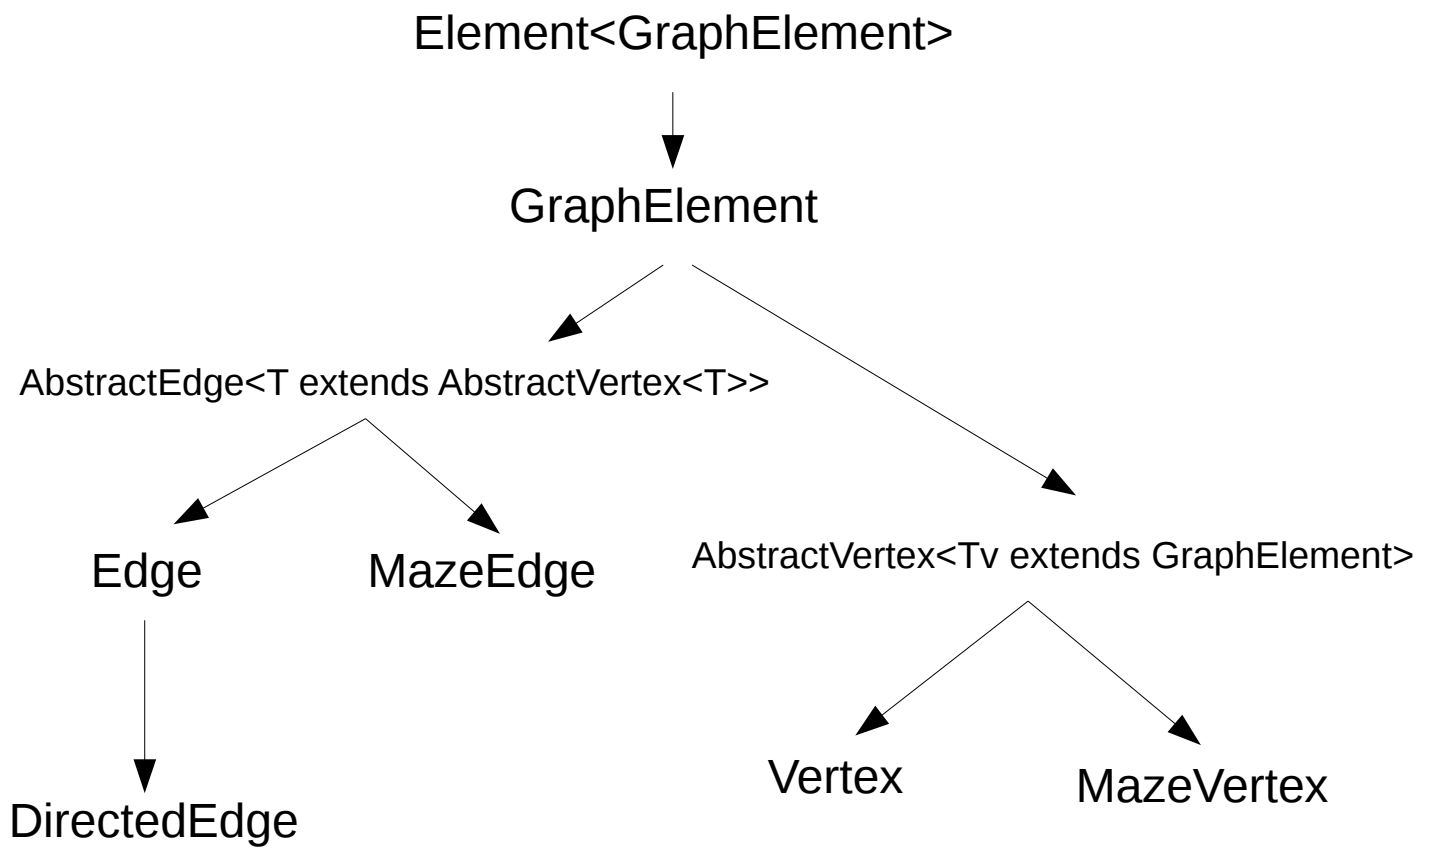 Element<GraphElement>
GraphElement
AbstractEdge<T extends AbstractVertex<T>>
Edge
MazeEdge
AbstractVertex<Tv extends GraphElement>
Vertex
MazeVertex
DirectedEdge